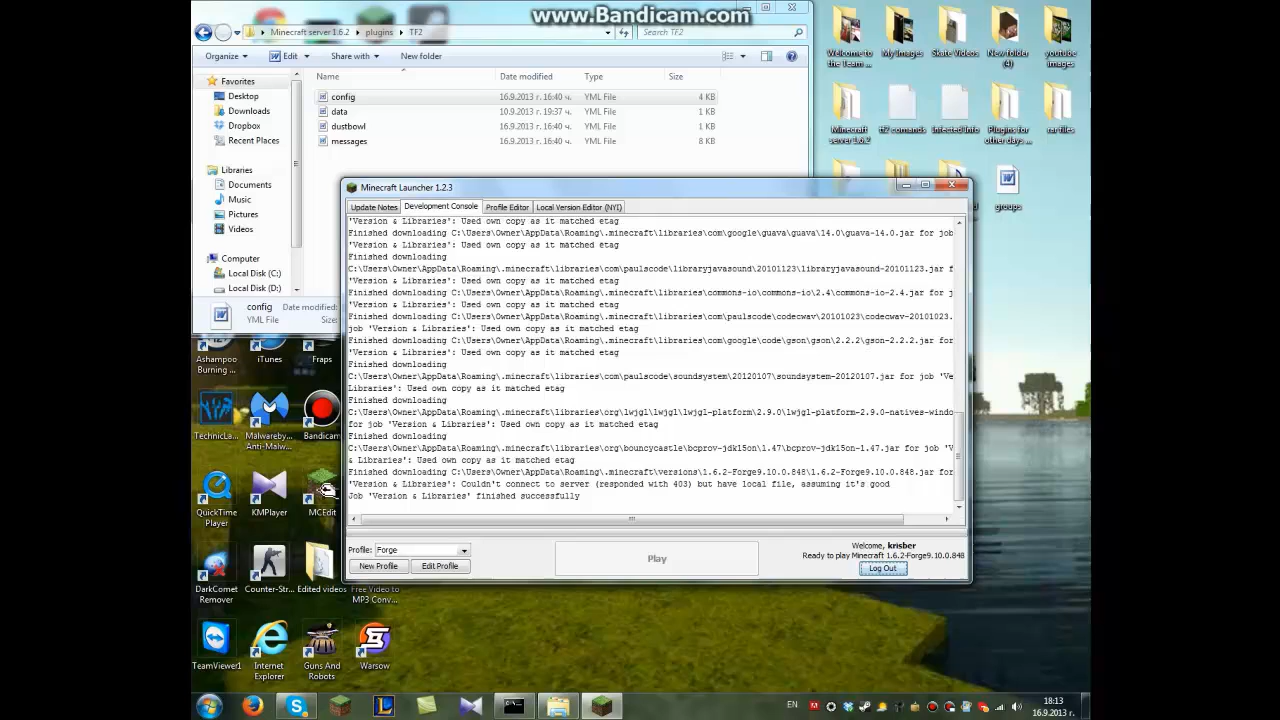 www.Bandicam.com
Minecraft server 1.6.2 ▸ plugins ▸ TF2
Search TF2
Organize
Edit
Share with
New folder
Name
Date modified
Type
Size
Favorites
Desktop
Downloads
Dropbox
Recent Places
Libraries
Documents
Music
Pictures
Videos
Computer
Local Disk (C:)
Local Disk (D:)
config 16.9.2013 г. 16:40 ч. YML File 4 KB
data 10.9.2013 г. 19:37 ч. YML File 1 KB
dustbowl 16.9.2013 г. 16:40 ч. YML File 1 KB
messages 16.9.2013 г. 16:40 ч. YML File 8 KB
config Date modified:
YML File Size:
Welcome to the Team ...
My Images
Skate Videos
New folder (4)
youtube images
Minecraft server 1.6.2
tf2 comands
Infected Info
Plugins for other days...
rar files
groups
Minecraft Launcher 1.2.3
Update Notes
Development Console
Profile Editor
Local Version Editor (NYI)
'Version & Libraries': Used own copy as it matched etag
Finished downloading C:\Users\Owner\AppData\Roaming\.minecraft\libraries\com\google\guava\guava\14.0\guava-14.0.jar for job
'Version & Libraries': Used own copy as it matched etag
Finished downloading
C:\Users\Owner\AppData\Roaming\.minecraft\libraries\com\paulscode\libraryjavasound\20101123\libraryjavasound-20101123.jar f
'Version & Libraries': Used own copy as it matched etag
Finished downloading C:\Users\Owner\AppData\Roaming\.minecraft\libraries\commons-io\commons-io\2.4\commons-io-2.4.jar for j
'Version & Libraries': Used own copy as it matched etag
Finished downloading C:\Users\Owner\AppData\Roaming\.minecraft\libraries\com\paulscode\codecwav\20101023\codecwav-20101023.
job 'Version & Libraries': Used own copy as it matched etag
Finished downloading C:\Users\Owner\AppData\Roaming\.minecraft\libraries\com\google\code\gson\gson\2.2.2\gson-2.2.2.jar for
'Version & Libraries': Used own copy as it matched etag
Finished downloading
C:\Users\Owner\AppData\Roaming\.minecraft\libraries\com\paulscode\soundsystem\20120107\soundsystem-20120107.jar for job 'Ve
Libraries': Used own copy as it matched etag
Finished downloading
C:\Users\Owner\AppData\Roaming\.minecraft\libraries\org\lwjgl\lwjgl\lwjgl-platform\2.9.0\lwjgl-platform-2.9.0-natives-windo
for job 'Version & Libraries': Used own copy as it matched etag
Finished downloading
C:\Users\Owner\AppData\Roaming\.minecraft\libraries\org\bouncycastle\bcprov-jdk15on\1.47\bcprov-jdk15on-1.47.jar for job 'V
& Libraries': Used own copy as it matched etag
Finished downloading C:\Users\Owner\AppData\Roaming\.minecraft\versions\1.6.2-Forge9.10.0.848\1.6.2-Forge9.10.0.848.jar for
'Version & Libraries': Couldn't connect to server (responded with 403) but have local file, assuming it's good
Job 'Version & Libraries' finished successfully
Profile: Forge
New Profile
Edit Profile
Play
Welcome, krisber
Ready to play Minecraft 1.6.2-Forge9.10.0.848
Log Out
Ashampoo Burning ...
iTunes
Fraps
TechnicLa...
Malwareby... Anti-Malw...
Bandicam
QuickTime Player
KMPlayer
MCEdit
DarkComet Remover
Counter-Str...
Edited videos
Free Video to MP3 Conv...
TeamViewer1
Internet Explorer
Guns And Robots
Warsow
EN
18:13
16.9.2013 г.